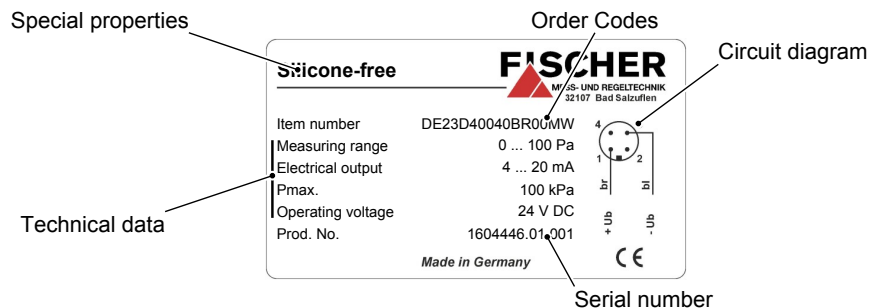 Special properties
Order Codes
Circuit diagram
Silicone-free
FISCHER
MESS- UND REGELTECHNIK
32107 Bad Salzuflen
Item number DE23D40040BR00MW
Measuring range 0 ... 100 Pa
Electrical output 4 ... 20 mA
Pmax. 100 kPa
Operating voltage 24 V DC
Prod. No. 1604446.01.001
4
1 2
br bl
+ Ub - Ub
Made in Germany CE
Technical data
Serial number